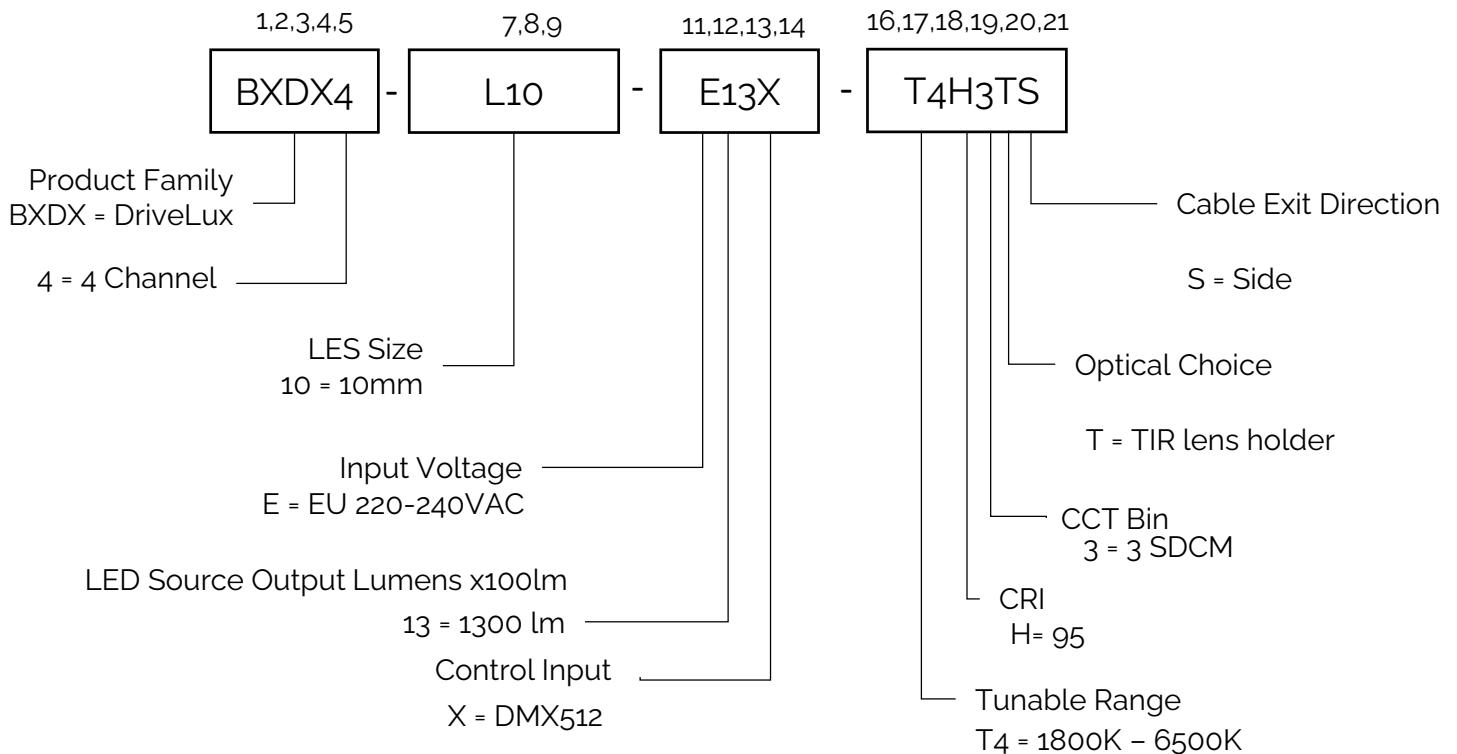 1,2,3,4,5
7,8,9
11,12,13,14
16,17,18,19,20,21
BXDX4 - L10 - E13X - T4H3TS
Product Family
BXDX = DriveLux
4 = 4 Channel
LES Size
10 = 10mm
Input Voltage
E = EU 220-240VAC
LED Source Output Lumens x100lm
13 = 1300 lm
Control Input
X = DMX512
Cable Exit Direction
S = Side
Optical Choice
T = TIR lens holder
CCT Bin
3 = 3 SDCM
CRI
H= 95
Tunable Range
T4 = 1800K – 6500K